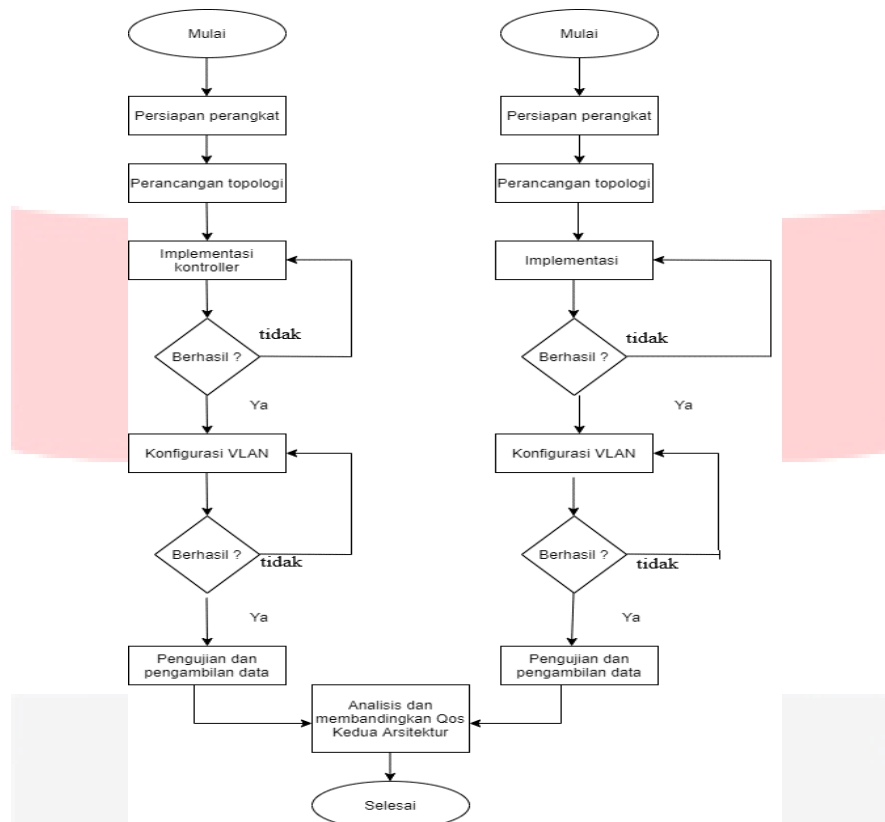 Mulai
Persiapan perangkat
Perancangan topologi
Implementasi
kontroller
Berhasil ?
tidak
Ya
Konfigurasi VLAN
Berhasil ?
tidak
Ya
Pengujian dan
pengambilan data
Mulai
Persiapan perangkat
Perancangan topologi
Implementasi
Berhasil ?
tidak
Ya
Konfigurasi VLAN
Berhasil ?
tidak
Ya
Pengujian dan
pengambilan data
Analisis dan
membandingkan Qos
Kedua Arsitektur
Selesai